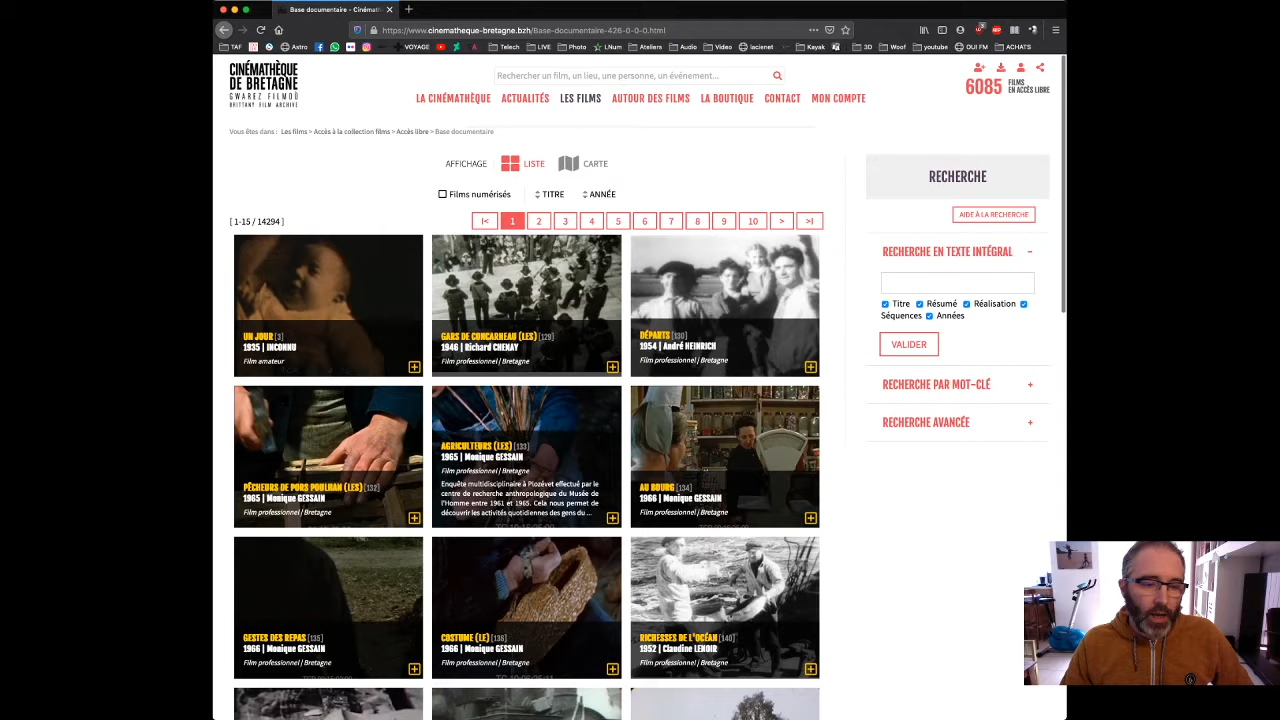 Base documentaire - Cinémath
https://www.cinematheque-bretagne.bzh/Base-documentaire-426-0-0-0.html
TAF
Astro
VOYAGE
Telech
LIVE
Photo
LNum
Ateliers
Audio
Video
lacienet
Kayak
3D
Woof
youtube
OUI FM
ACHATS
CINÉMATHÈQUE
DE BRETAGNE
GWAREZ FILMOÙ
BRITTANY FILM ARCHIVE
Rechercher un film, un lieu, une personne, un événement...
6085 FILMS
EN ACCÈS LIBRE
LA CINÉMATHÈQUE ACTUALITÉS LES FILMS AUTOUR DES FILMS LA BOUTIQUE CONTACT MON COMPTE
Vous êtes dans : Les films > Accès à la collection films > Accès libre > Base documentaire
AFFICHAGE LISTE CARTE
Films numérisés TITRE ANNÉE
[ 1-15 / 14294 ]
|< 1 2 3 4 5 6 7 8 9 10 > >|
UN JOUR [3]
1935 | INCONNU
Film amateur
GARS DE CONCARNEAU (LES) [129]
1946 | Richard CHENAY
Film professionnel / Bretagne
DÉPARTS [130]
1954 | André HEINRICH
Film professionnel / Bretagne
PÊCHEURS DE PORS POULHAN (LES) [132]
1965 | Monique GESSAIN
Film professionnel / Bretagne
AGRICULTEURS (LES) [133]
1965 | Monique GESSAIN
Film professionnel / Bretagne
Enquête multidisciplinaire à Plozévet effectué par le
centre de recherche anthropologique du Musée de
l'Homme entre 1961 et 1965. Cela nous permet de
découvrir les activités quotidiennes des gens du ...
AU BOURG [134]
1966 | Monique GESSAIN
Film professionnel / Bretagne
GESTES DES REPAS [135]
1966 | Monique GESSAIN
Film professionnel / Bretagne
COSTUME (LE) [136]
1966 | Monique GESSAIN
Film professionnel / Bretagne
RICHESSES DE L'OCÉAN [140]
1952 | Claudine LENOIR
Film professionnel / Bretagne
RECHERCHE
AIDE À LA RECHERCHE
RECHERCHE EN TEXTE INTÉGRAL -
Titre Résumé Réalisation
Séquences Années
VALIDER
RECHERCHE PAR MOT-CLÉ +
RECHERCHE AVANCÉE +